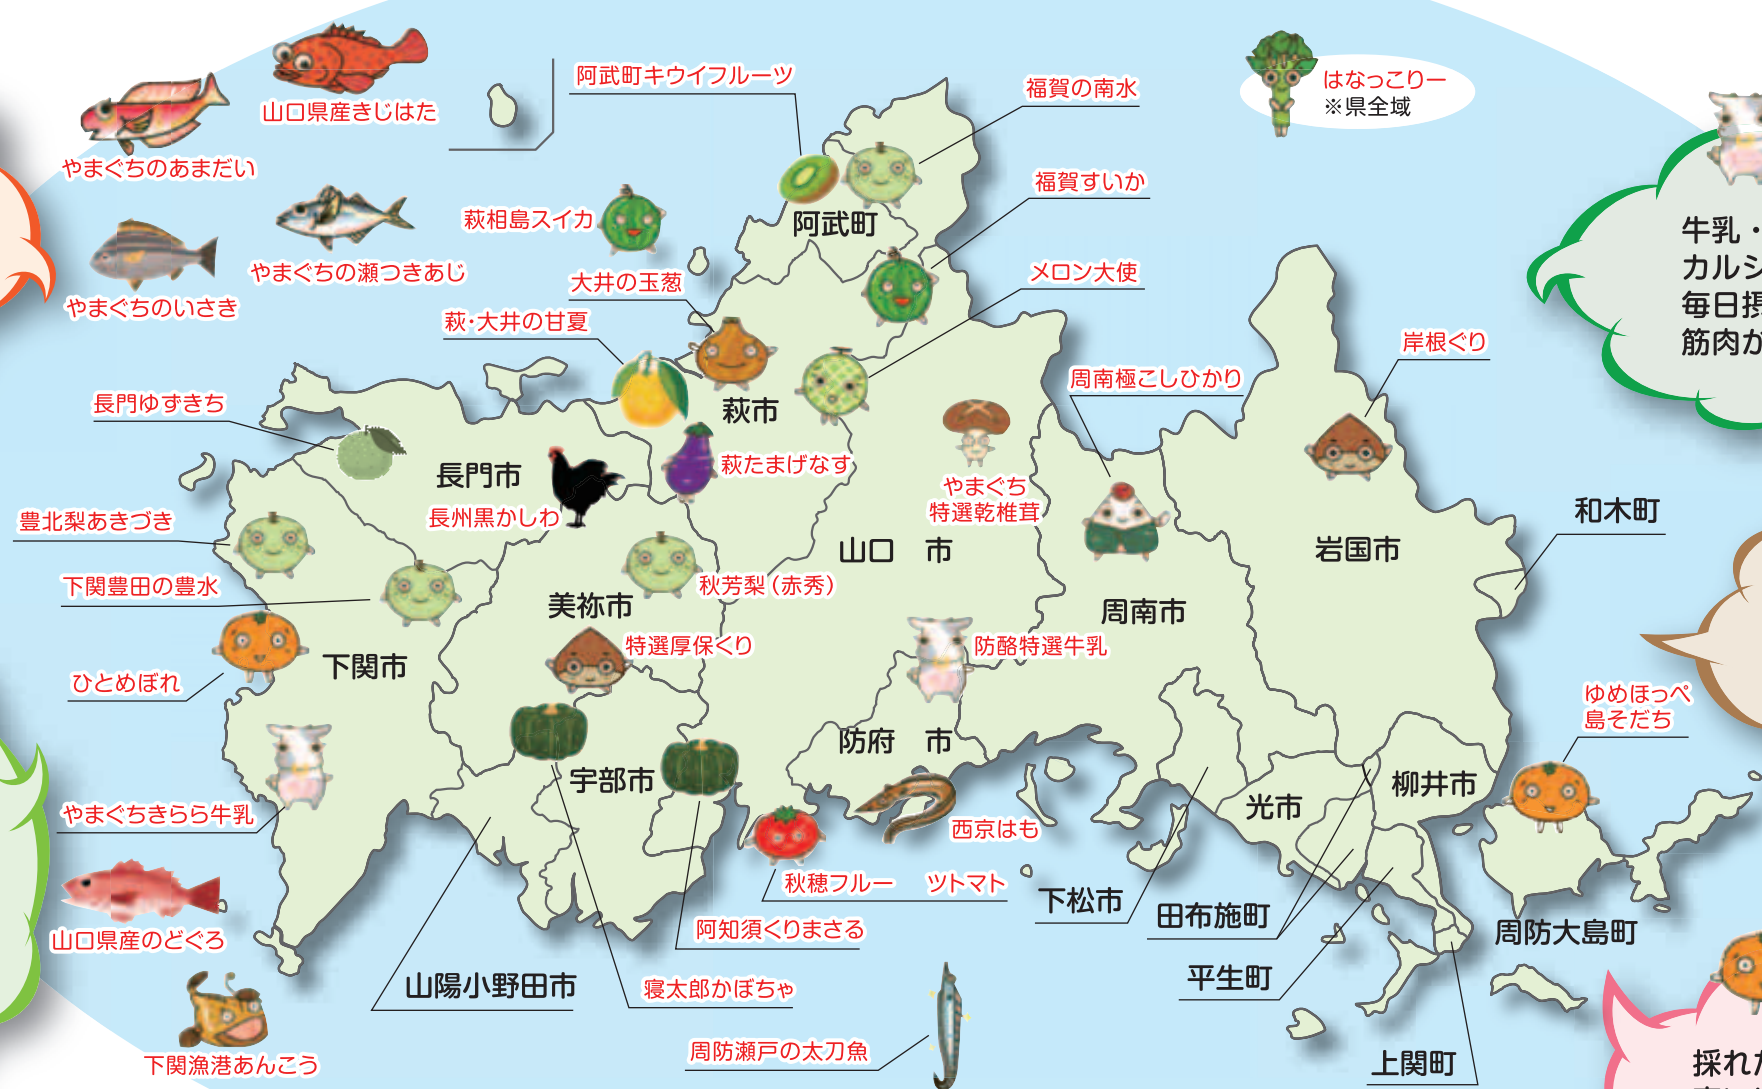 山口県産きじはた
やまぐちのあまだい
やまぐちのいさき
やまぐちの瀬つきあじ
萩相島スイカ
阿武町キウイフルーツ
福賀の南水
はなっこりー
※県全域
福賀すいか
阿武町
大井の玉葱
メロン大使
萩・大井の甘夏
岸根ぐり
周南極こしひかり
長門ゆずきち
萩市
長門市
萩たまげなす
長州黒かしわ
やまぐち
特選乾椎茸
豊北梨あきづき
和木町
山口 市
岩国市
下関豊田の豊水
秋芳梨(赤秀)
美祢市
周南市
特選厚保くり
防酪特選牛乳
下関市
ひとめぼれ
ゆめほっぺ
島そだち
防府 市
宇部市
柳井市
光市
やまぐちきらら牛乳
西京はも
秋穂フルー ツトマト
下松市
田布施町
周防大島町
阿知須くりまさる
山口県産のどぐろ
平生町
山陽小野田市
寝太郎かぼちゃ
周防瀬戸の太刀魚
下関漁港あんこう
上関町
牛乳・
カルシ
毎日摂
筋肉か
採れた